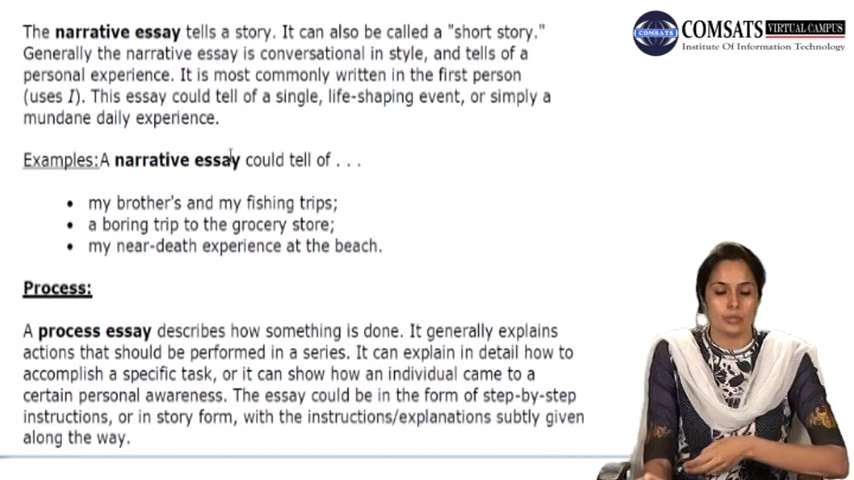 The narrative essay tells a story. It can also be called a "short story."
Generally the narrative essay is conversational in style, and tells of a
personal experience. It is most commonly written in the first person
(uses I). This essay could tell of a single, life-shaping event, or simply a
mundane daily experience.
Examples:A narrative essay could tell of . . .
• my brother's and my fishing trips;
• a boring trip to the grocery store;
• my near-death experience at the beach.
Process:
A process essay describes how something is done. It generally explains
actions that should be performed in a series. It can explain in detail how to
accomplish a specific task, or it can show how an individual came to a
certain personal awareness. The essay could be in the form of step-by-step
instructions, or in story form, with the instructions/explanations subtly given
along the way.
COMSATS
COMSATS VIRTUAL CAMPUS
Institute Of Information Technology